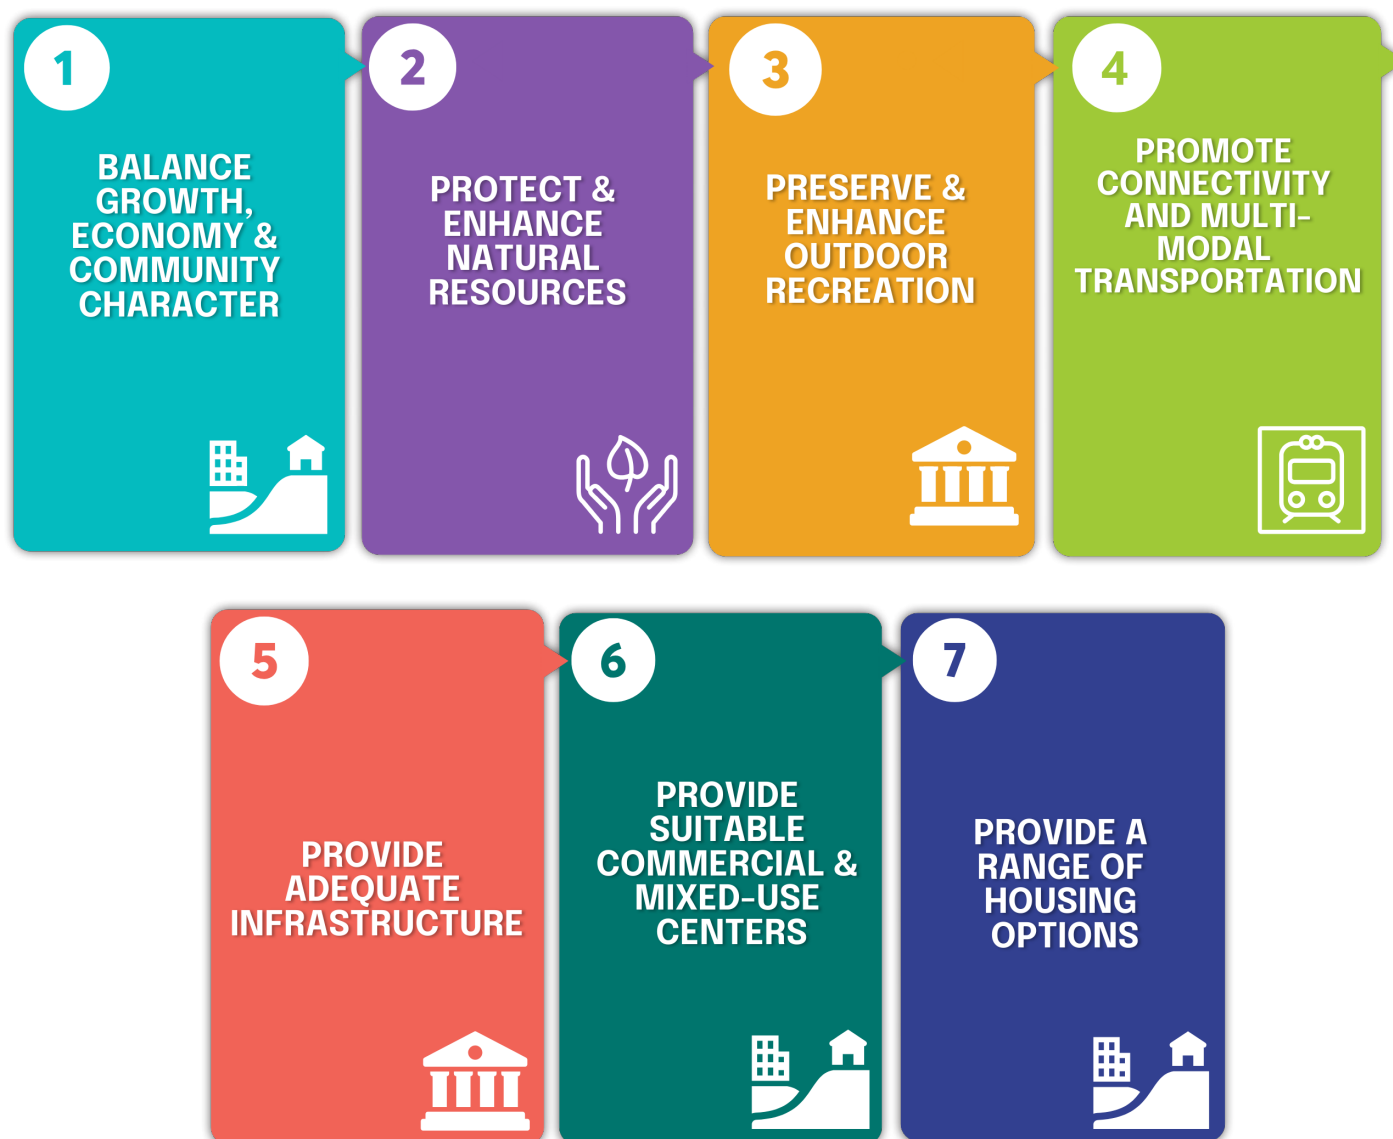 1
BALANCE
GROWTH,
ECONOMY &
COMMUNITY
CHARACTER
2
PROTECT &
ENHANCE
NATURAL
RESOURCES
3
PRESERVE &
ENHANCE
OUTDOOR
RECREATION
4
PROMOTE
CONNECTIVITY
AND MULTI-
MODAL
TRANSPORTATION
5
PROVIDE
ADEQUATE
INFRASTRUCTURE
6
PROVIDE
SUITABLE
COMMERCIAL &
MIXED-USE
CENTERS
7
PROVIDE A
RANGE OF
HOUSING
OPTIONS